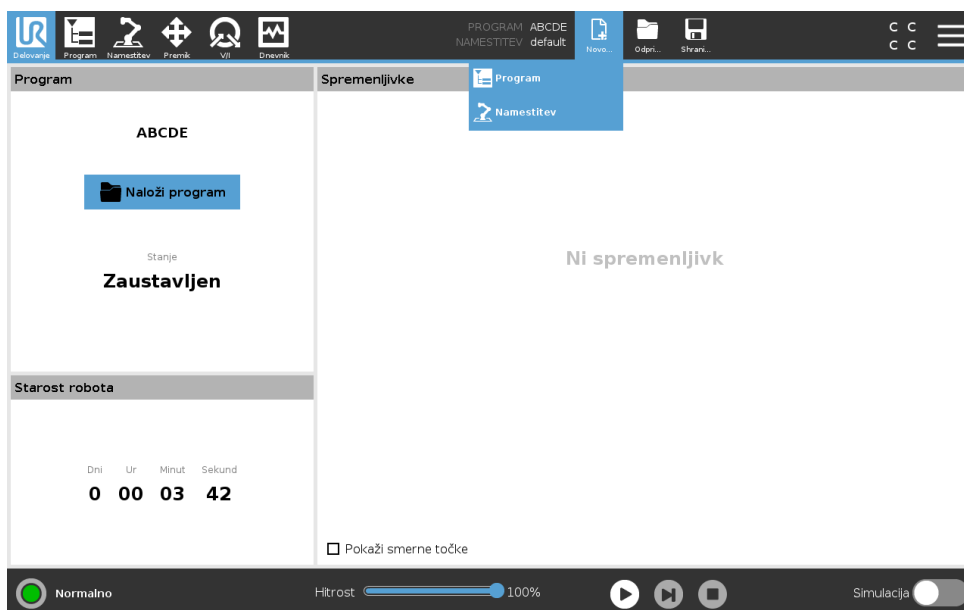 UR
Delovanje
Program
Namestitev
Premik
V/I
Dnevnik
PROGRAM ABCDE
NAMESTITEV default
Novo...
Odpri...
Shrani...
C C
C C
Program
Namestitev
Program
ABCDE
Naloži program
Stanje
Zaustavljen
Starost robota
Dni Ur Minut Sekund
0 00 03 42
Spremenljivke
Ni spremenljivk
Pokaži smerne točke
Normalno
Hitrost 100%
Simulacija